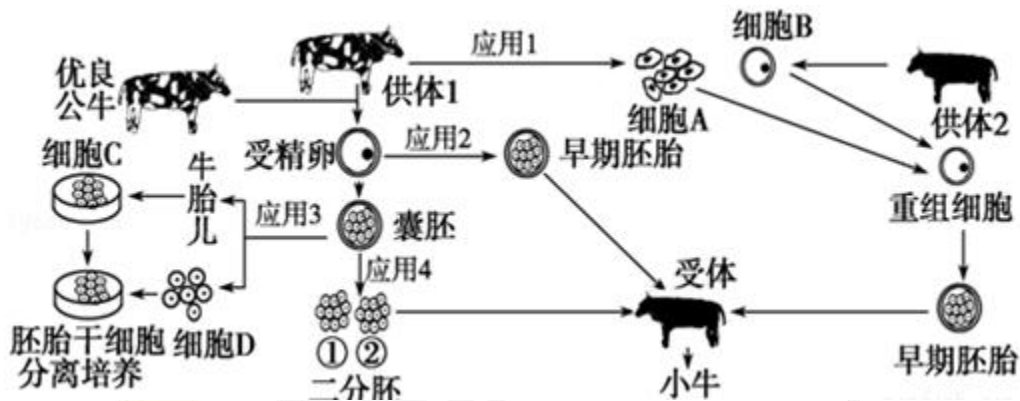 应用1
细胞B
优良
公牛
供体1
细胞A
供体2
细胞C
受精卵
应用2
早期胚胎
重组细胞
牛
胎
儿
应用3
囊胚
应用4
受体
胚胎干细胞
分离培养
细胞D
① ②
二分胚
小牛
早期胚胎